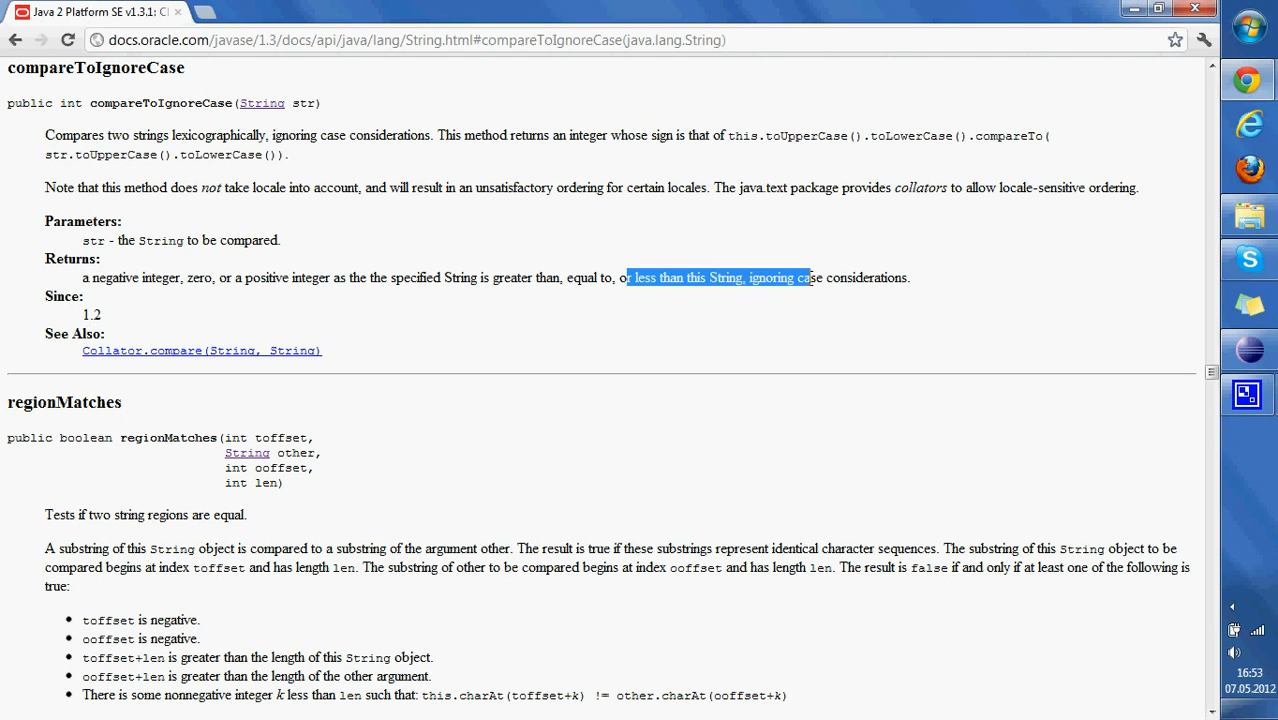 Java 2 Platform SE v1.3.1: Cl
docs.oracle.com/javase/1.3/docs/api/java/lang/String.html#compareToIgnoreCase(java.lang.String)
compareToIgnoreCase
public int compareToIgnoreCase(String str)
Compares two strings lexicographically, ignoring case considerations. This method returns an integer whose sign is that of this.toUpperCase().toLowerCase().compareTo(
str.toUpperCase().toLowerCase()).
Note that this method does not take locale into account, and will result in an unsatisfactory ordering for certain locales. The java.text package provides collators to allow locale-sensitive ordering.
Parameters:
str - the String to be compared.
Returns:
a negative integer, zero, or a positive integer as the the specified String is greater than, equal to, or less than this String, ignoring case considerations.
Since:
1.2
See Also:
Collator.compare(String, String)
regionMatches
public boolean regionMatches(int toffset,
String other,
int ooffset,
int len)
Tests if two string regions are equal.
A substring of this String object is compared to a substring of the argument other. The result is true if these substrings represent identical character sequences. The substring of this String object to be
compared begins at index toffset and has length len. The substring of other to be compared begins at index ooffset and has length len. The result is false if and only if at least one of the following is
true:
• toffset is negative.
• ooffset is negative.
• toffset+len is greater than the length of this String object.
• ooffset+len is greater than the length of the other argument.
• There is some nonnegative integer k less than len such that: this.charAt(toffset+k) != other.charAt(ooffset+k)
16:53
07.05.2012